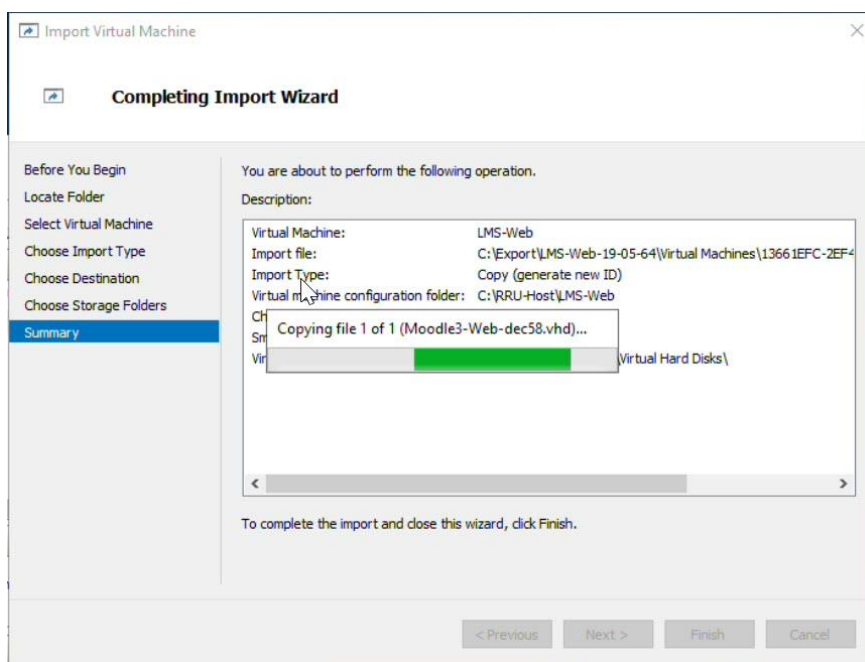 Import Virtual Machine
Completing Import Wizard
Before You Begin
Locate Folder
Select Virtual Machine
Choose Import Type
Choose Destination
Choose Storage Folders
Summary
You are about to perform the following operation.
Description:
Virtual Machine: LMS-Web
Import file: C:\Export\LMS-Web-19-05-64\Virtual Machines\13661EFC-2EF4
Import Type: Copy (generate new ID)
Virtual machine configuration folder: C:\RRU-Host\LMS-Web
Ch
Sm
Vir \Virtual Hard Disks\
Copying file 1 of 1 (Moodle3-Web-dec58.vhd)...
To complete the import and close this wizard, click Finish.
< Previous Next > Finish Cancel